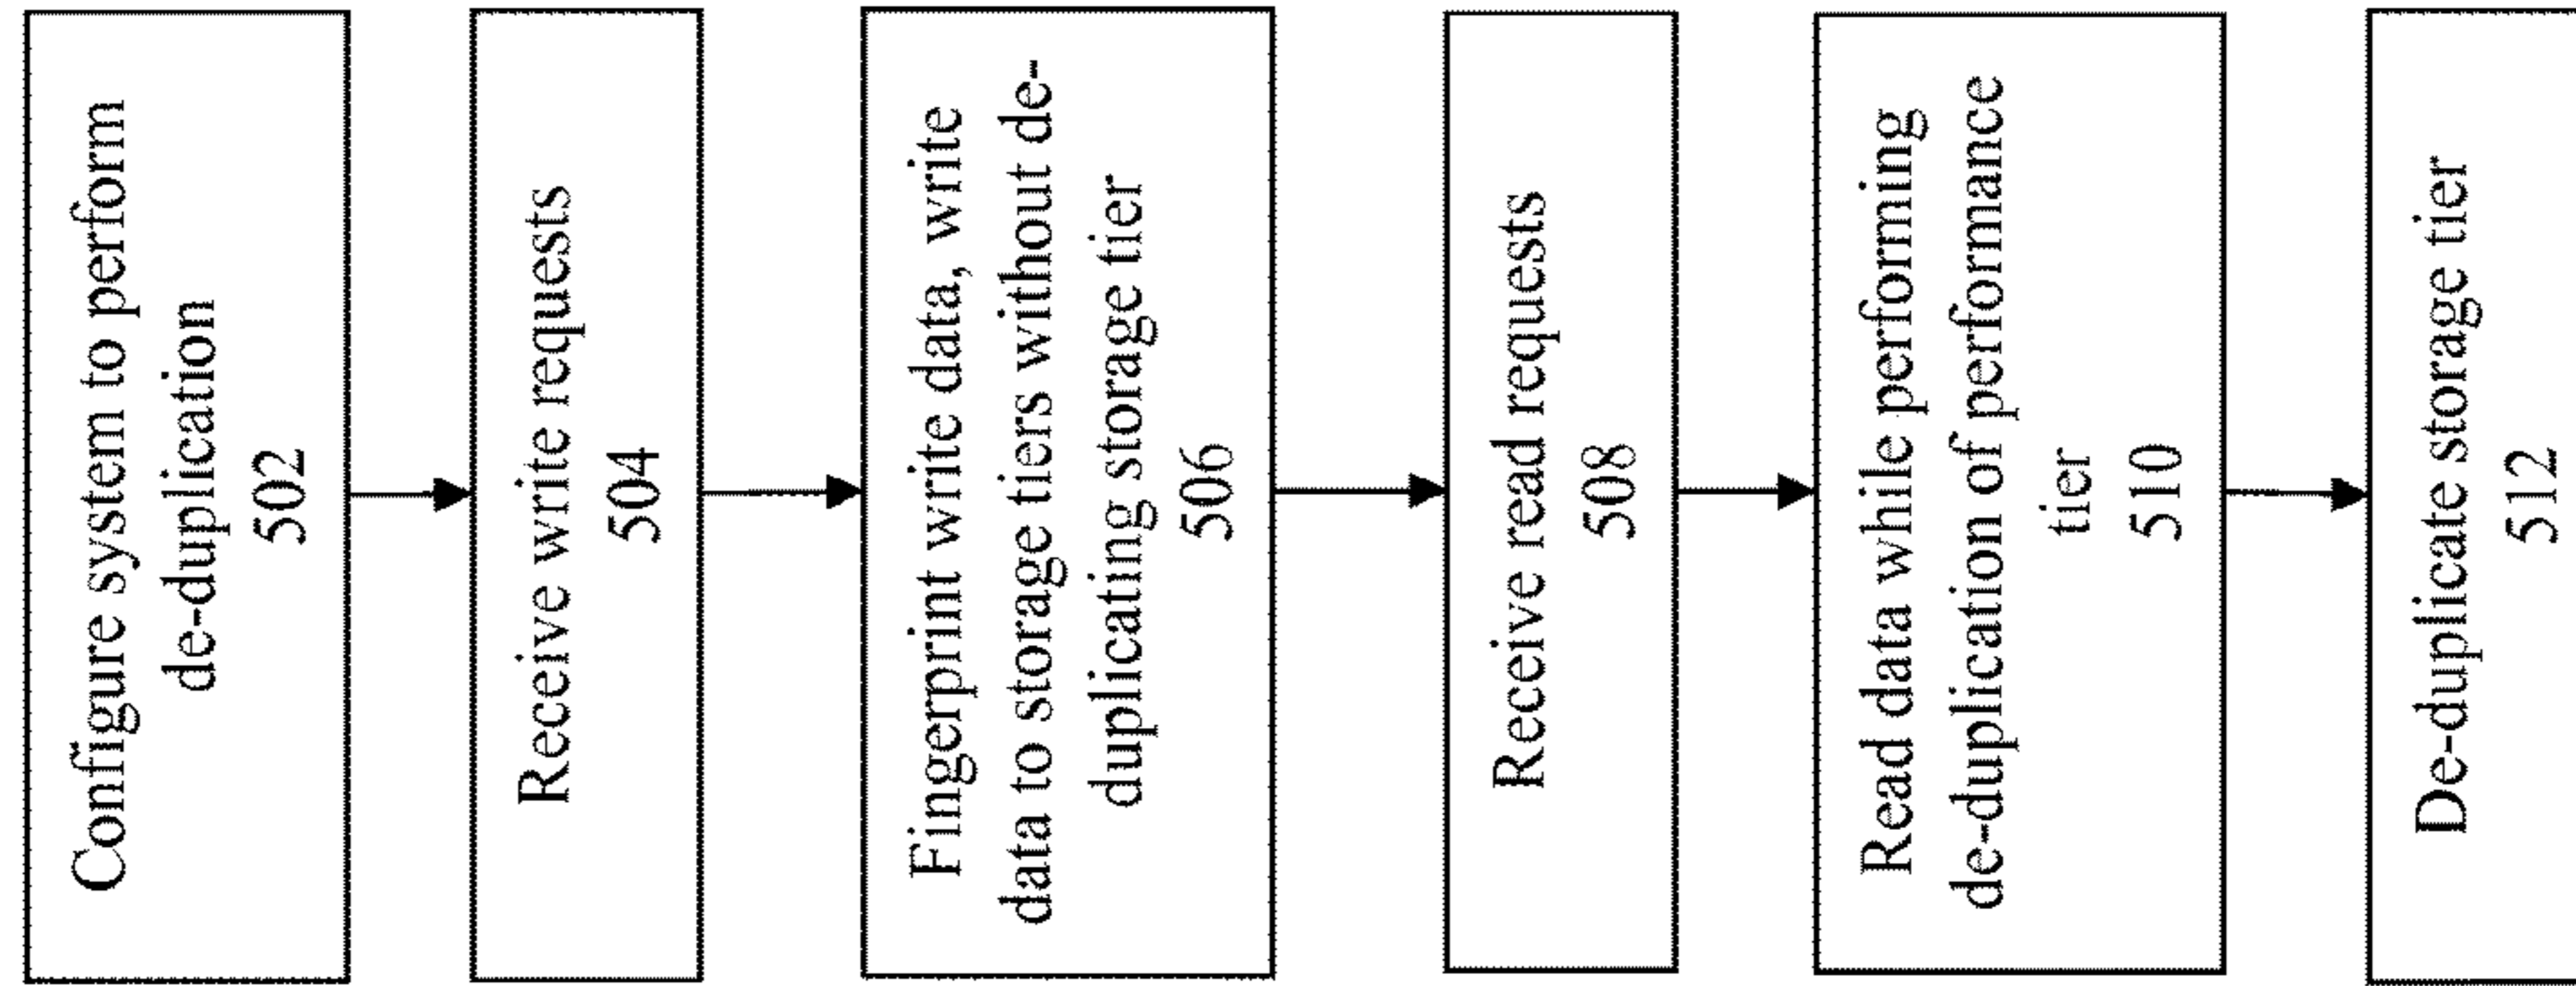 Configure system to perform
de-duplication
502
Receive write requests
504
Fingerprint write data, write
data to storage tiers without de-
duplicating storage tier
506
Receive read requests
508
Read data while performing
de-duplication of performance
tier
510
De-duplicate storage tier
512